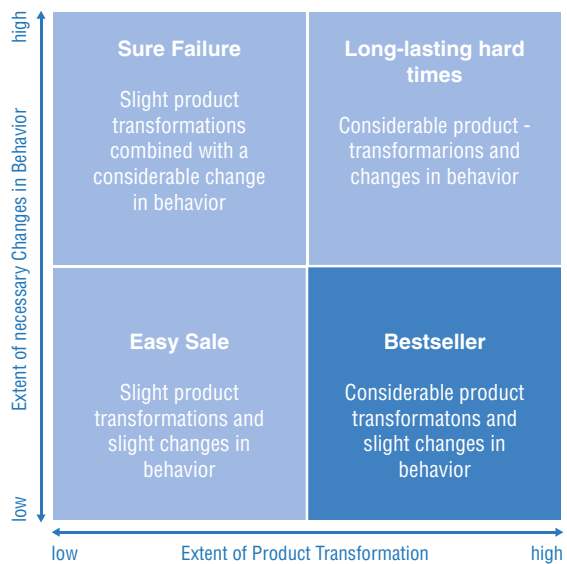 high
Extent of necessary Changes in Behavior
low
Sure Failure
Slight product
transformations
combined with a
considerable change
in behavior
Long-lasting hard
times
Considerable product -
transformarions and
changes in behavior
Easy Sale
Slight product
transformations and
slight changes in
behavior
Bestseller
Considerable product
transformatons and
slight changes in
behavior
low
Extent of Product Transformation
high